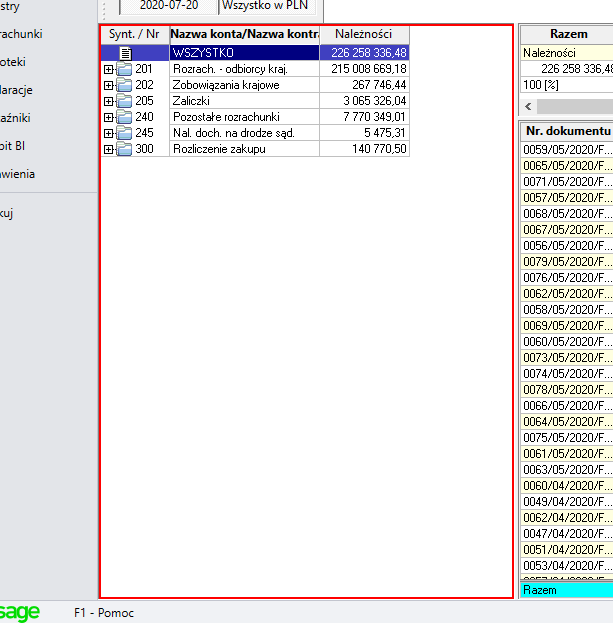 stry
2020-07-20 Wszystko w PLN
rachunki
oteki
laracje
aźniki
bit BI
wienia
kuj
Synt. / Nr Nazwa konta/Nazwa kontra Należności
WSZYSTKO 226 258 336,48
201 Rozrach. - odbiorcy kraj. 215 008 669,18
202 Zobowiązania krajowe 267 746,44
205 Zaliczki 3 065 326,04
240 Pozostałe rozrachunki 7 770 349,01
245 Nal. doch. na drodze sąd. 5 475,31
300 Rozliczenie zakupu 140 770,50
Razem
Należności
226 258 336,48
100 [%]
Nr. dokumentu
0059/05/2020/F...
0065/05/2020/F...
0071/05/2020/F...
0057/05/2020/F...
0068/05/2020/F...
0067/05/2020/F...
0056/05/2020/F...
0079/05/2020/F...
0076/05/2020/F...
0062/05/2020/F...
0058/05/2020/F...
0069/05/2020/F...
0060/05/2020/F...
0073/05/2020/F...
0074/05/2020/F...
0078/05/2020/F...
0066/05/2020/F...
0064/05/2020/F...
0075/05/2020/F...
0061/05/2020/F...
0063/05/2020/F...
0060/04/2020/F...
0049/04/2020/F...
0062/04/2020/F...
0047/04/2020/F...
0051/04/2020/F...
0053/04/2020/F...
Razem
sage F1 - Pomoc